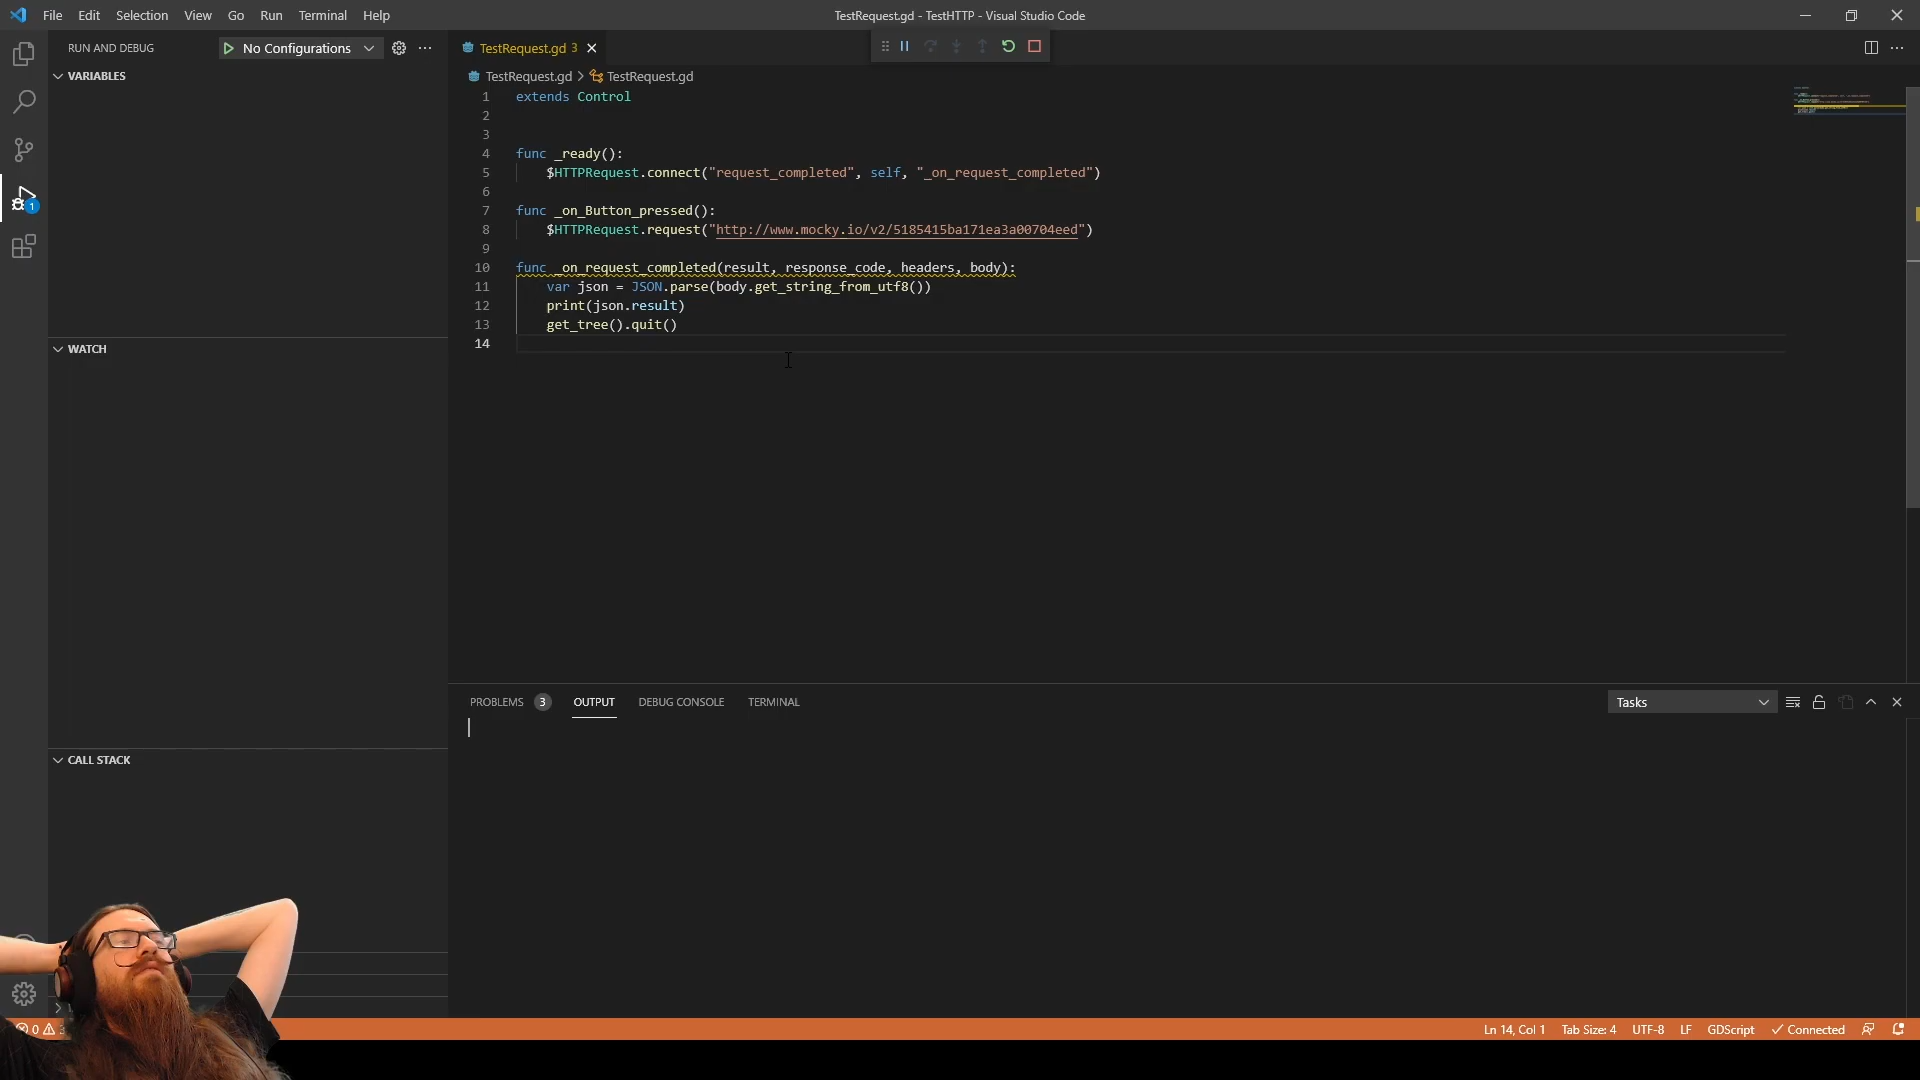 File Edit Selection View Go Run Terminal Help
TestRequest.gd - TestHTTP - Visual Studio Code
RUN AND DEBUG
No Configurations
TestRequest.gd 3
VARIABLES
TestRequest.gd > TestRequest.gd
1 extends Control
2
3
4 func _ready():
5 $HTTPRequest.connect("request_completed", self, "_on_request_completed")
6
7 func _on_Button_pressed():
8 $HTTPRequest.request("http://www.mocky.io/v2/5185415ba171ea3a00704eed")
9
10 func _on_request_completed(result, response_code, headers, body):
11 var json = JSON.parse(body.get_string_from_utf8())
12 print(json.result)
13 get_tree().quit()
14
1
WATCH
PROBLEMS 3 OUTPUT DEBUG CONSOLE TERMINAL
Tasks
CALL STACK
0
Ln 14, Col 1 Tab Size: 4 UTF-8 LF GDScript Connected